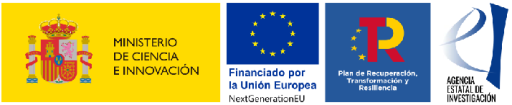 MINISTERIO
DE CIENCIA
E INNOVACIÓN
Financiado por
la Unión Europea
NextGenerationEU
Plan de Recuperación,
Transformación y
Resiliencia
AGENCIA
ESTATAL DE
INVESTIGACIÓN